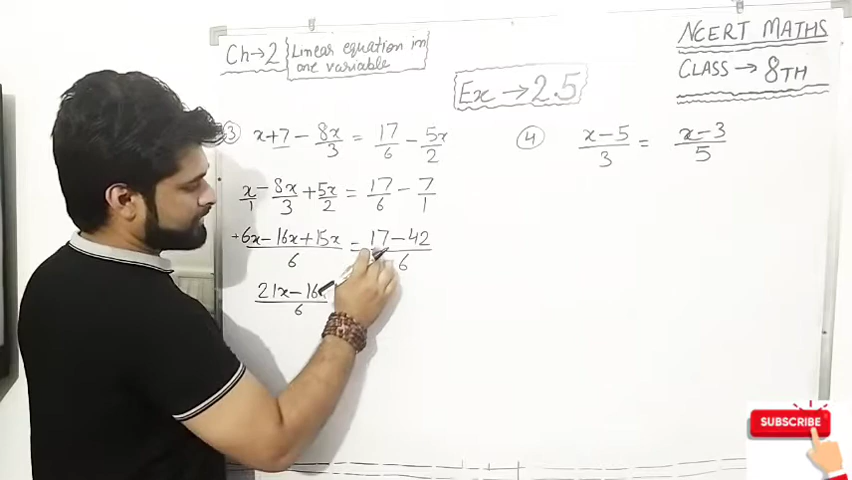 Ch→2 Linear equation in
one variable
NCERT MATHS
CLASS → 8TH
Ex → 2.5
3 x+7 - 8x/3 = 17/6 - 5x/2
x/1 - 8x/3 + 5x/2 = 17/6 - 7/1
+6x-16x+15x/6 = 17-42/6
21x-16x/6
4 x-5/3 = x-3/5
SUBSCRIBE